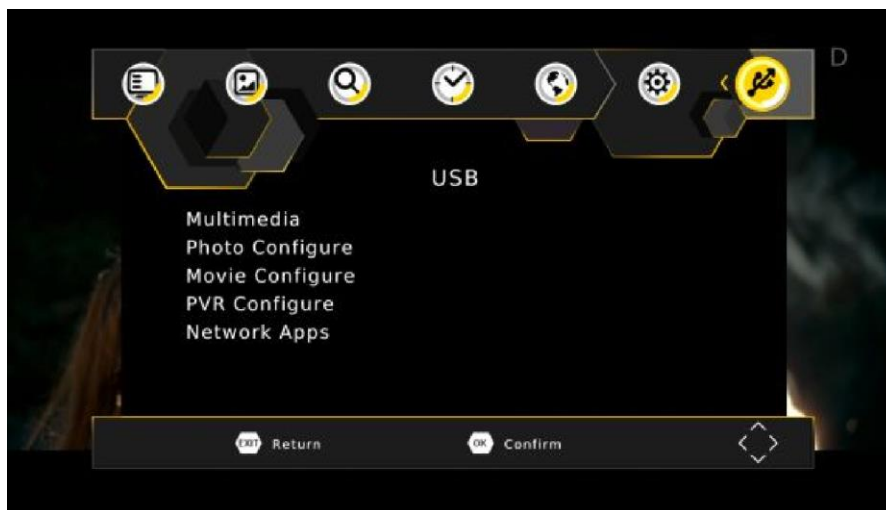 D
USB
Multimedia
Photo Configure
Movie Configure
PVR Configure
Network Apps
EXIT Return OK Confirm